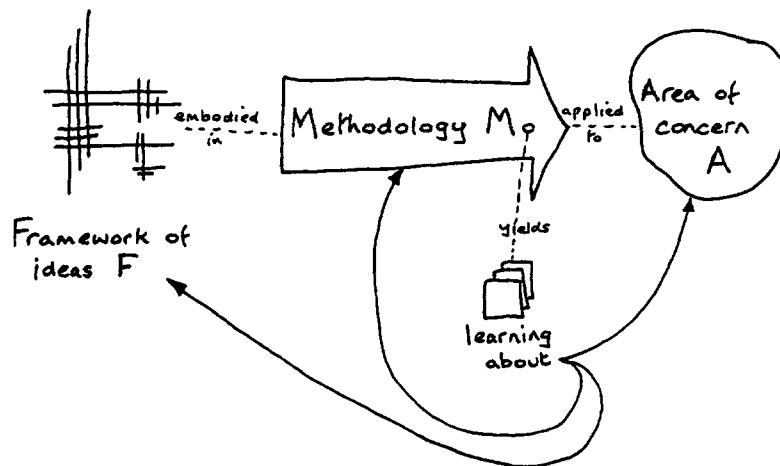 embodied
in
Methodology M
applied
to
Area of
concern
A
Framework of
ideas F
yields
learning
about